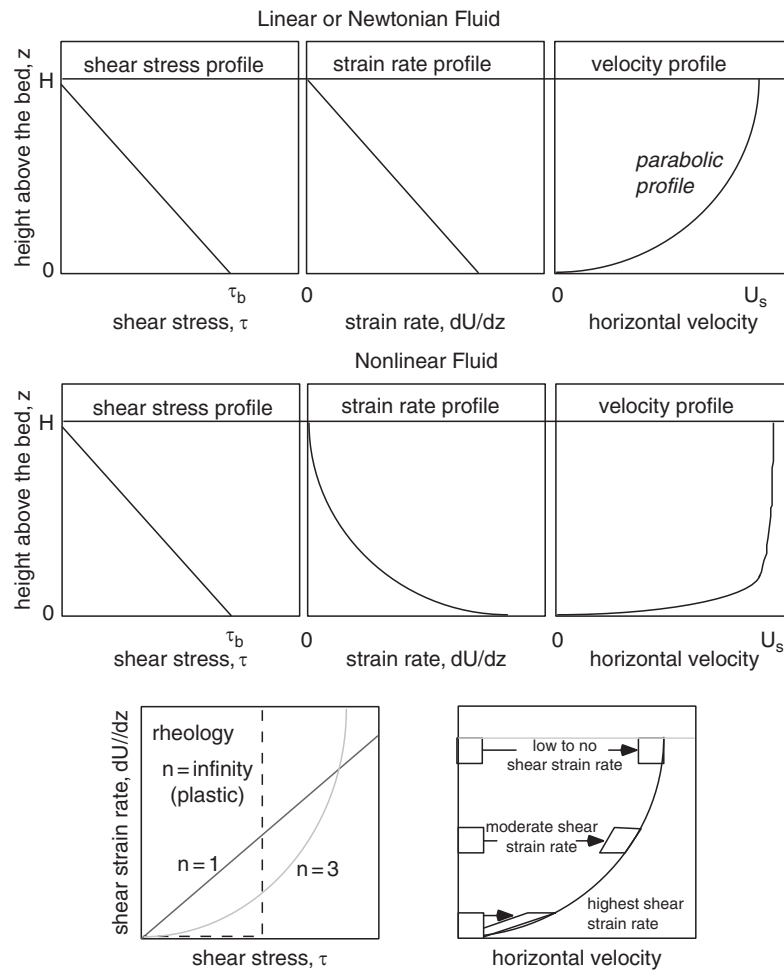 Linear or Newtonian Fluid
shear stress profile
strain rate profile
velocity profile
height above the bed, z
H
0
parabolic
profile
τb
0
0
Us
shear stress, τ
strain rate, dU/dz
horizontal velocity
Nonlinear Fluid
shear stress profile
strain rate profile
velocity profile
height above the bed, z
H
0
τb
0
0
Us
shear stress, τ
strain rate, dU/dz
horizontal velocity
shear strain rate, dU//dz
rheology
n = infinity
(plastic)
n = 1
n = 3
shear stress, τ
low to no
shear strain rate
moderate shear
strain rate
highest shear
strain rate
horizontal velocity